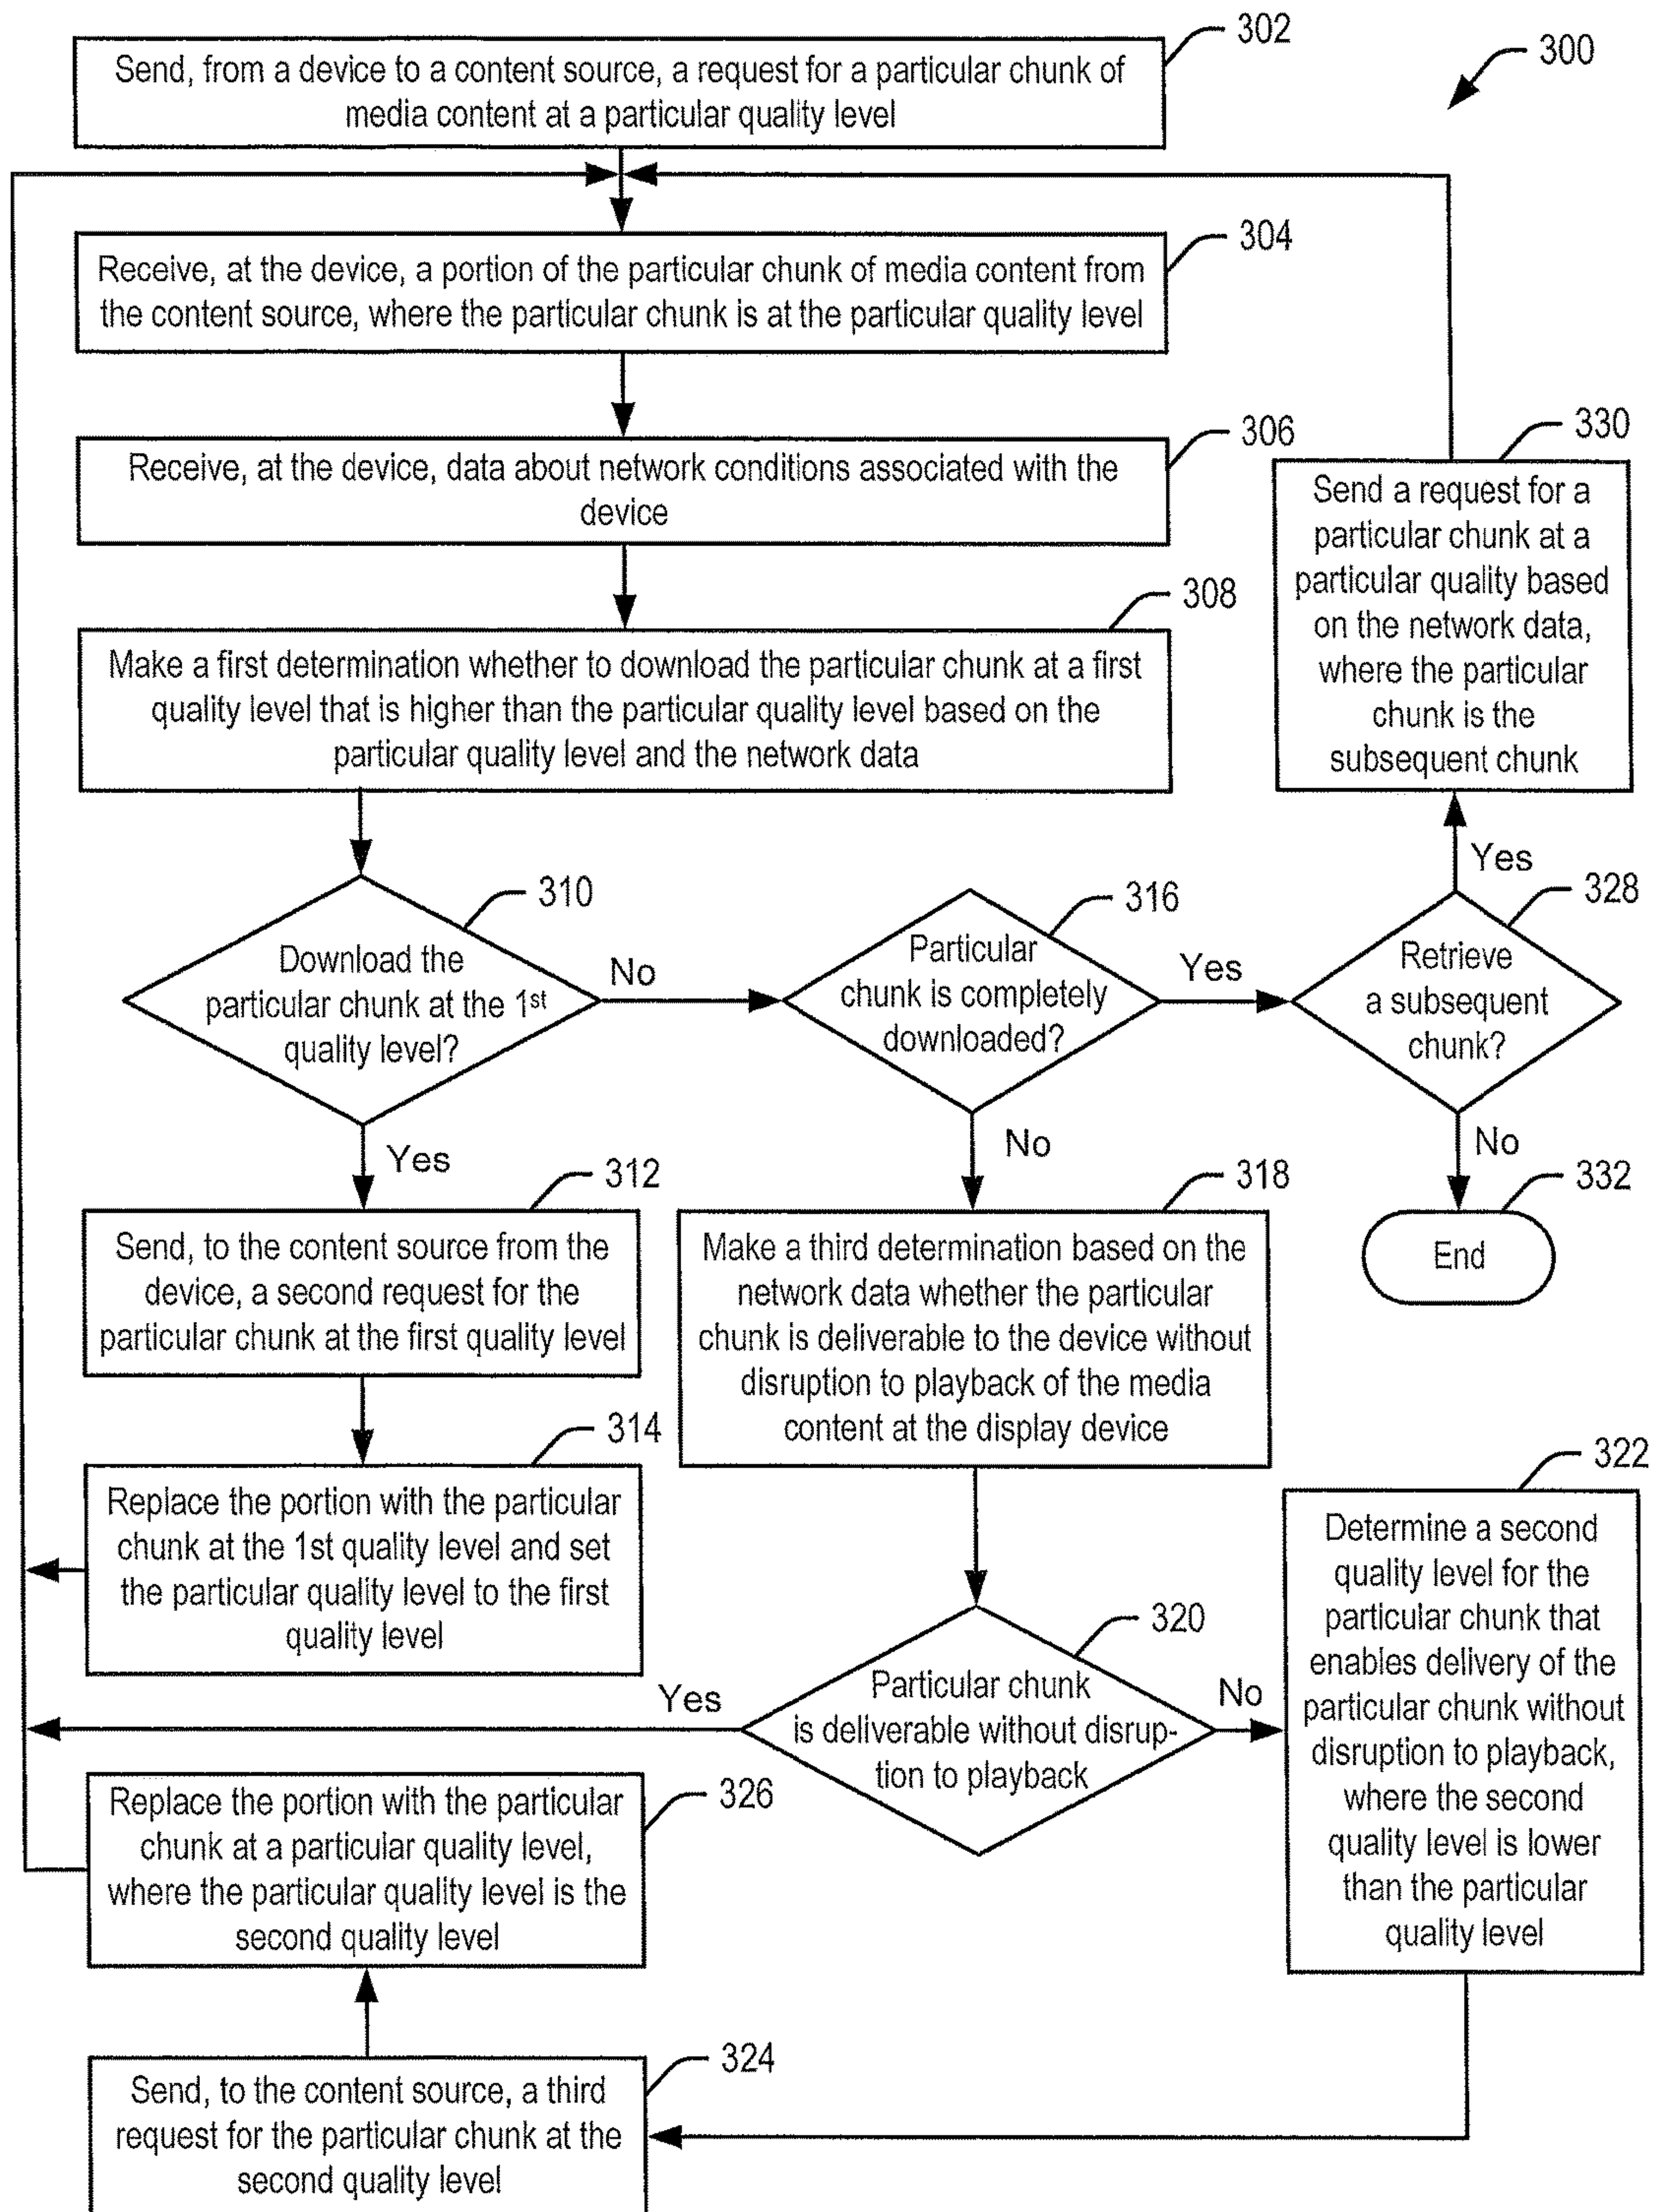 302
300
Send, from a device to a content source, a request for a particular chunk of
media content at a particular quality level
304
Receive, at the device, a portion of the particular chunk of media content from
the content source, where the particular chunk is at the particular quality level
306
Receive, at the device, data about network conditions associated with the
device
330
Send a request for a
particular chunk at a
particular quality based
on the network data,
where the particular
chunk is the
subsequent chunk
308
Make a first determination whether to download the particular chunk at a first
quality level that is higher than the particular quality level based on the
particular quality level and the network data
310
Download the
particular chunk at the 1st
quality level?
No
Yes
316
Particular
chunk is completely
downloaded?
Yes
No
328
Retrieve
a subsequent
chunk?
Yes
No
332
End
312
Send, to the content source from the
device, a second request for the
particular chunk at the first quality level
314
Replace the portion with the particular
chunk at the 1st quality level and set
the particular quality level to the first
quality level
318
Make a third determination based on the
network data whether the particular
chunk is deliverable to the device without
disruption to playback of the media
content at the display device
320
Particular chunk
is deliverable without disrup-
tion to playback
Yes
No
322
Determine a second
quality level for the
particular chunk that
enables delivery of the
particular chunk without
disruption to playback,
where the second
quality level is lower
than the particular
quality level
326
Replace the portion with the particular
chunk at a particular quality level,
where the particular quality level is the
second quality level
324
Send, to the content source, a third
request for the particular chunk at the
second quality level